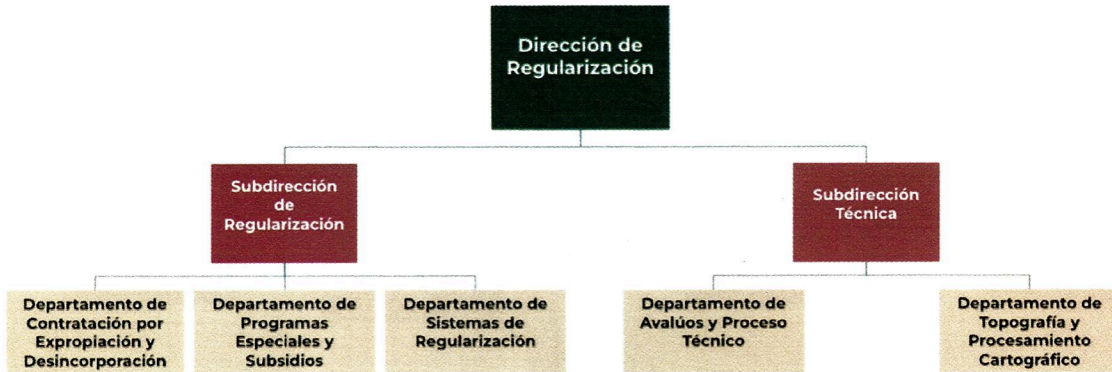 Dirección de
Regularización
Subdirección
de
Regularización
Subdirección
Técnica
Departamento de
Contratación por
Expropiación y
Desincorporación
Departamento de
Programas
Especiales y
Subsidios
Departamento de
Sistemas de
Regularización
Departamento de
Avalúos y Proceso
Técnico
Departamento de
Topografía y
Procesamiento
Cartográfico